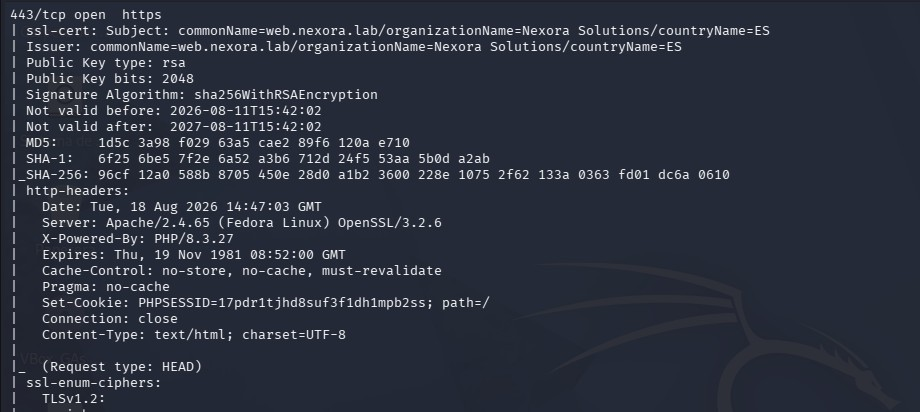 443/tcp open  https
| ssl-cert: Subject: commonName=web.nexora.lab/organizationName=Nexora Solutions/countryName=ES
| Issuer: commonName=web.nexora.lab/organizationName=Nexora Solutions/countryName=ES
| Public Key type: rsa
| Public Key bits: 2048
| Signature Algorithm: sha256WithRSAEncryption
| Not valid before: 2026-08-11T15:42:02
| Not valid after:  2027-08-11T15:42:02
| MD5:     1d5c 3a98 f029 63a5 cae2 89f6 120a e710
| SHA-1:   6f25 6be5 7f2e 6a52 a3b6 712d 24f5 53aa 5b0d a2ab
|_SHA-256: 96cf 12a0 588b 8705 450e 28d0 a1b2 3600 228e 1075 2f62 133a 0363 fd01 dc6a 0610
| http-headers:
|   Date: Tue, 18 Aug 2026 14:47:03 GMT
|   Server: Apache/2.4.65 (Fedora Linux) OpenSSL/3.2.6
|   X-Powered-By: PHP/8.3.27
|   Expires: Thu, 19 Nov 1981 08:52:00 GMT
|   Cache-Control: no-store, no-cache, must-revalidate
|   Pragma: no-cache
|   Set-Cookie: PHPSESSID=17pdr1tjhd8suf3f1dh1mpb2ss; path=/
|   Connection: close
|   Content-Type: text/html; charset=UTF-8
|
|_  (Request type: HEAD)
| ssl-enum-ciphers:
|   TLSv1.2: